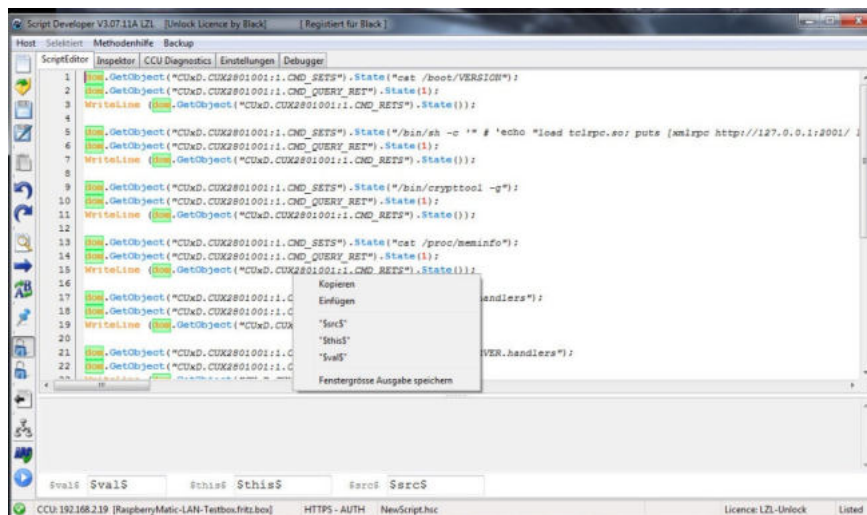 Script Developer V3.07.11A LZL [Unlock Licence by Black] [ Registiert für Black ]
Host Selektiert Methodenhilfe Backup
ScriptEditor Inspektor CCU Diagnostics Einstellungen Debugger
1 dom.GetObject("CUxD.CUX2801001:1.CMD_SETS").State("cat /boot/VERSION");
2 dom.GetObject("CUxD.CUX2801001:1.CMD_QUERY_RET").State(1);
3 WriteLine (dom.GetObject("CUxD.CUX2801001:1.CMD_RETS").State());
4
5 dom.GetObject("CUxD.CUX2801001:1.CMD_SETS").State("/bin/sh -c '" # 'echo "load tclrpc.so; puts [xmlrpc http://127.0.0.1:2001/
6 dom.GetObject("CUxD.CUX2801001:1.CMD_QUERY_RET").State(1);
7 WriteLine (dom.GetObject("CUxD.CUX2801001:1.CMD_RETS").State());
8
9 dom.GetObject("CUxD.CUX2801001:1.CMD_SETS").State("/bin/crypttool -g");
10 dom.GetObject("CUxD.CUX2801001:1.CMD_QUERY_RET").State(1);
11 WriteLine (dom.GetObject("CUxD.CUX2801001:1.CMD_RETS").State());
12
13 dom.GetObject("CUxD.CUX2801001:1.CMD_SETS").State("cat /proc/meminfo");
14 dom.GetObject("CUxD.CUX2801001:1.CMD_QUERY_RET").State(1);
15 WriteLine (dom.GetObject("CUxD.CUX2801001:1.CMD_RETS").State());
16
17 dom.GetObject("CUxD.CUX2801001:1.C andlers");
18 dom.GetObject("CUxD.CUX2801001:1.C
19 WriteLine (dom.GetObject("CUxD.CUX
20
21 dom.GetObject("CUxD.CUX2801001:1.C VER.handlers");
22 dom.GetObject("CUxD.CUX2801001:1.C
Kopieren
Einfügen
"$src$"
"$this$"
"$val$"
Fenstergrösse Ausgabe speichern
$val$ $val$ $this$ $this$ $src$ $src$
CCU: 192.168.2.19 [RaspberryMatic-LAN-Testbox.fritz.box] HTTPS - AUTH NewScript.hsc Licence: LZL-Unlock Listed